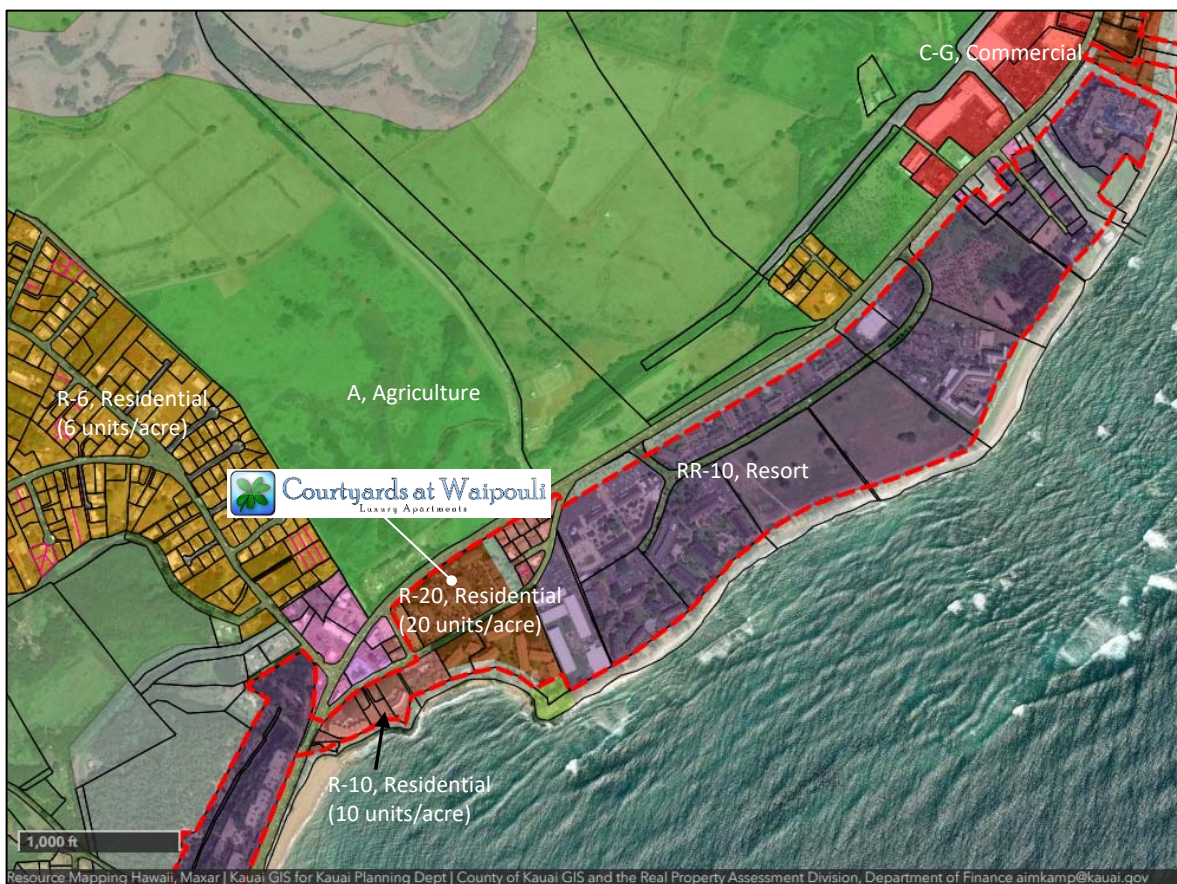 C-G, Commercial
R-6, Residential
(6 units/acre)
A, Agriculture
RR-10, Resort
Courtyards at Waipouli
Luxury Apartments
R-20, Residential
(20 units/acre)
R-10, Residential
(10 units/acre)
1,000 ft
Resource Mapping Hawaii, Maxar | Kauai GIS for Kauai Planning Dept | County of Kauai GIS and the Real Property Assessment Division, Department of Finance aimkamp@kauai.gov